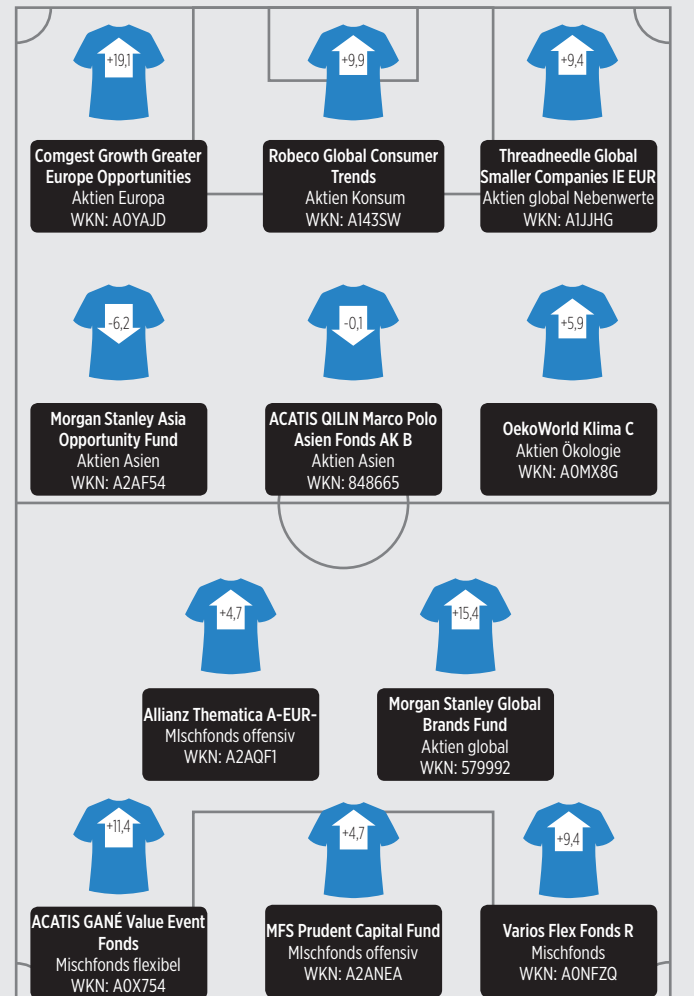 +19,1
+9,9
+9,4
Comgest Growth Greater
Europe Opportunities
Aktien Europa
WKN: A0YAJD
Robeco Global Consumer
Trends
Aktien Konsum
WKN: A143SW
Threadneedle Global
Smaller Companies IE EUR
Aktien global Nebenwerte
WKN: A1JJHG
-6,2
-0,1
+5,9
Morgan Stanley Asia
Opportunity Fund
Aktien Asien
WKN: A2AF54
ACATIS QILIN Marco Polo
Asien Fonds AK B
Aktien Asien
WKN: 848665
OekoWorld Klima C
Aktien Ökologie
WKN: A0MX8G
+4,7
+15,4
Allianz Thematica A-EUR-
MIschfonds offensiv
WKN: A2AQF1
Morgan Stanley Global
Brands Fund
Aktien global
WKN: 579992
+11,4
+4,7
+9,4
ACATIS GANÉ Value Event
Fonds
Mischfonds flexibel
WKN: A0X754
MFS Prudent Capital Fund
MIschfonds offensiv
WKN: A2ANEA
Varios Flex Fonds R
Mischfonds
WKN: A0NFZQ